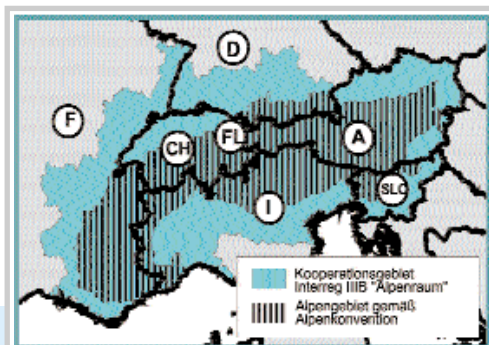 D
F
FL
CH
A
SLO
I
Kooperationsgebiet
Interreg IIIB "Alpenraum"
Alpengebiet gemäß
Alpenkonvention